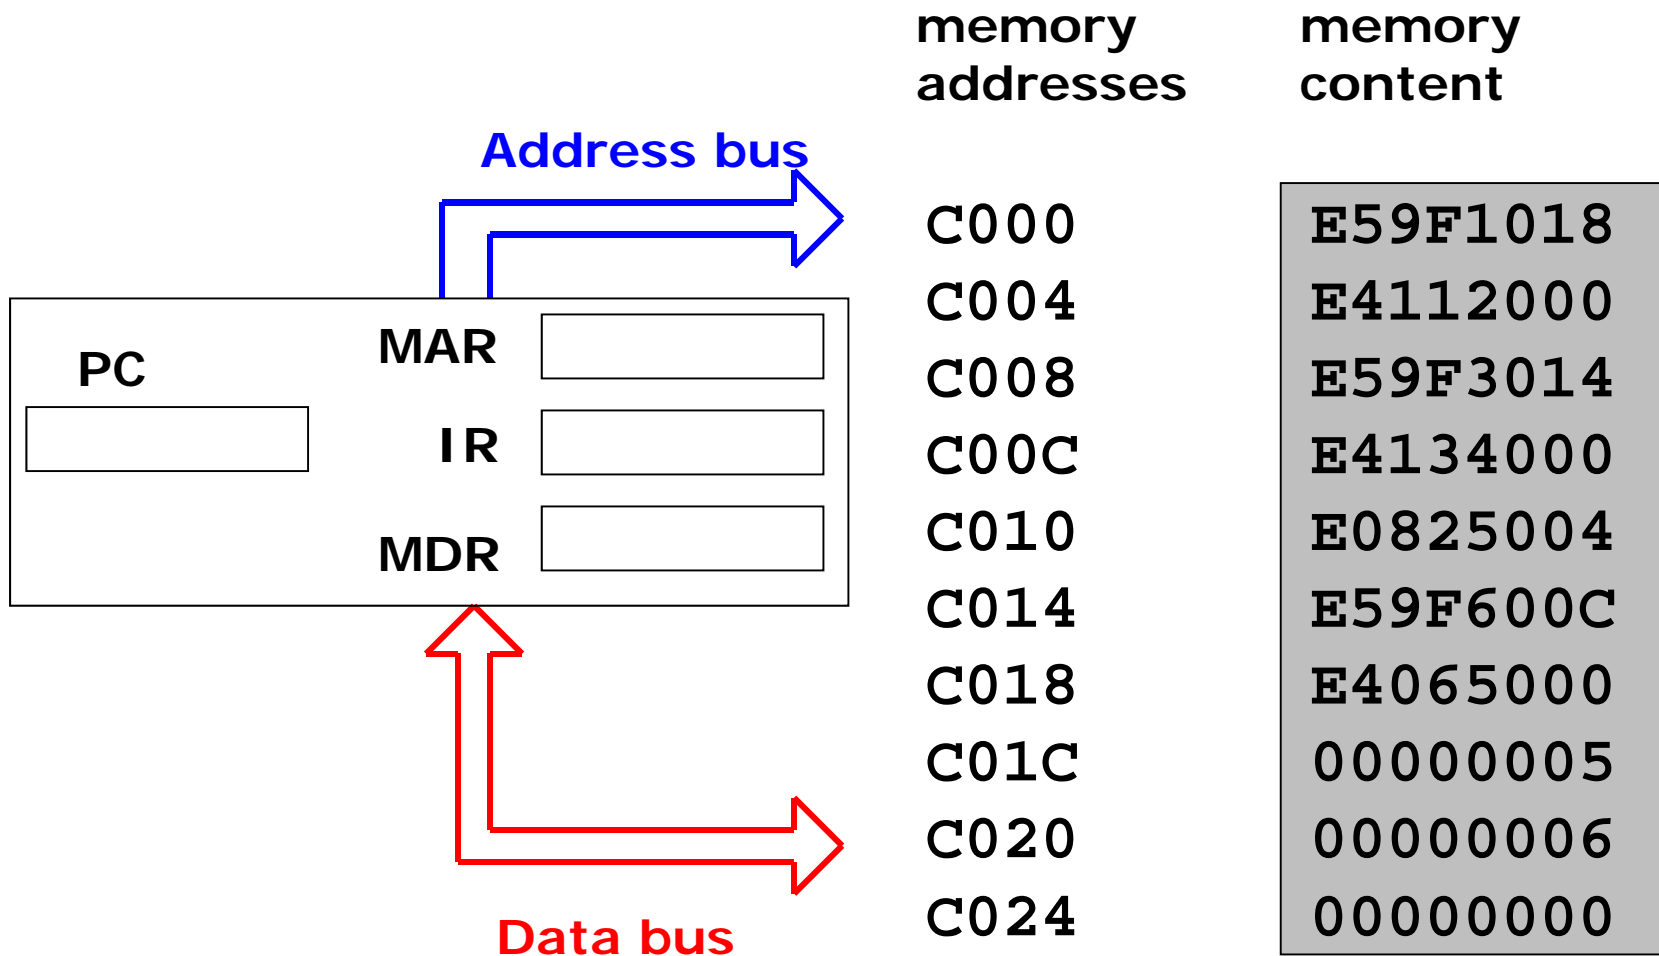 memory addresses
memory content
Address bus
PC
MAR
IR
MDR
Data bus
C000 E59F1018
C004 E4112000
C008 E59F3014
C00C E4134000
C010 E0825004
C014 E59F600C
C018 E4065000
C01C 00000005
C020 00000006
C024 00000000